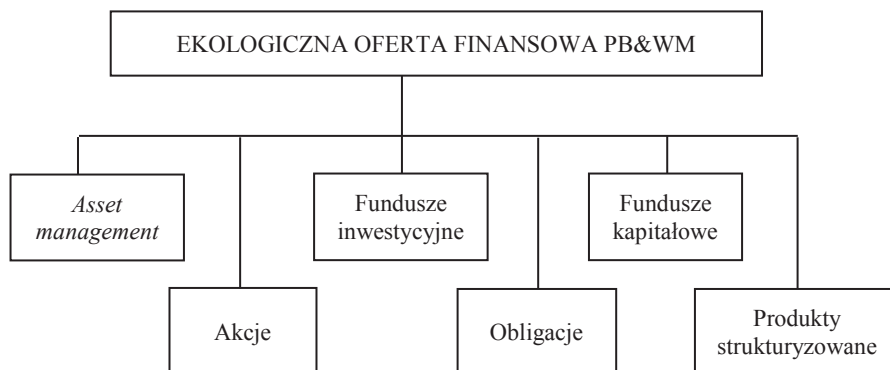 EKOLOGICZNA OFERTA FINANSOWA PB&WM
Asset
management
Fundusze
inwestycyjne
Fundusze
kapitałowe
Akcje
Obligacje
Produkty
strukturyzowane